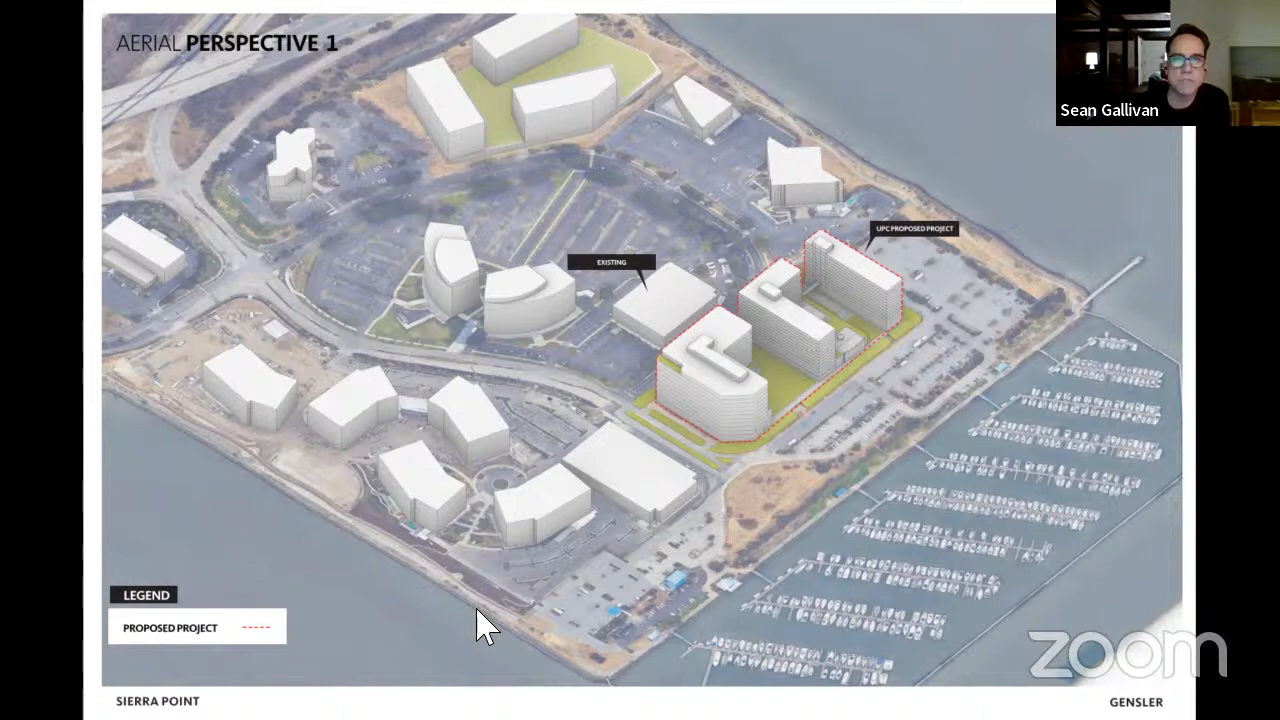 AERIAL PERSPECTIVE 1
Sean Gallivan
UPC PROPOSED PROJECT
EXISTING
LEGEND
PROPOSED PROJECT
zoom
SIERRA POINT
GENSLER